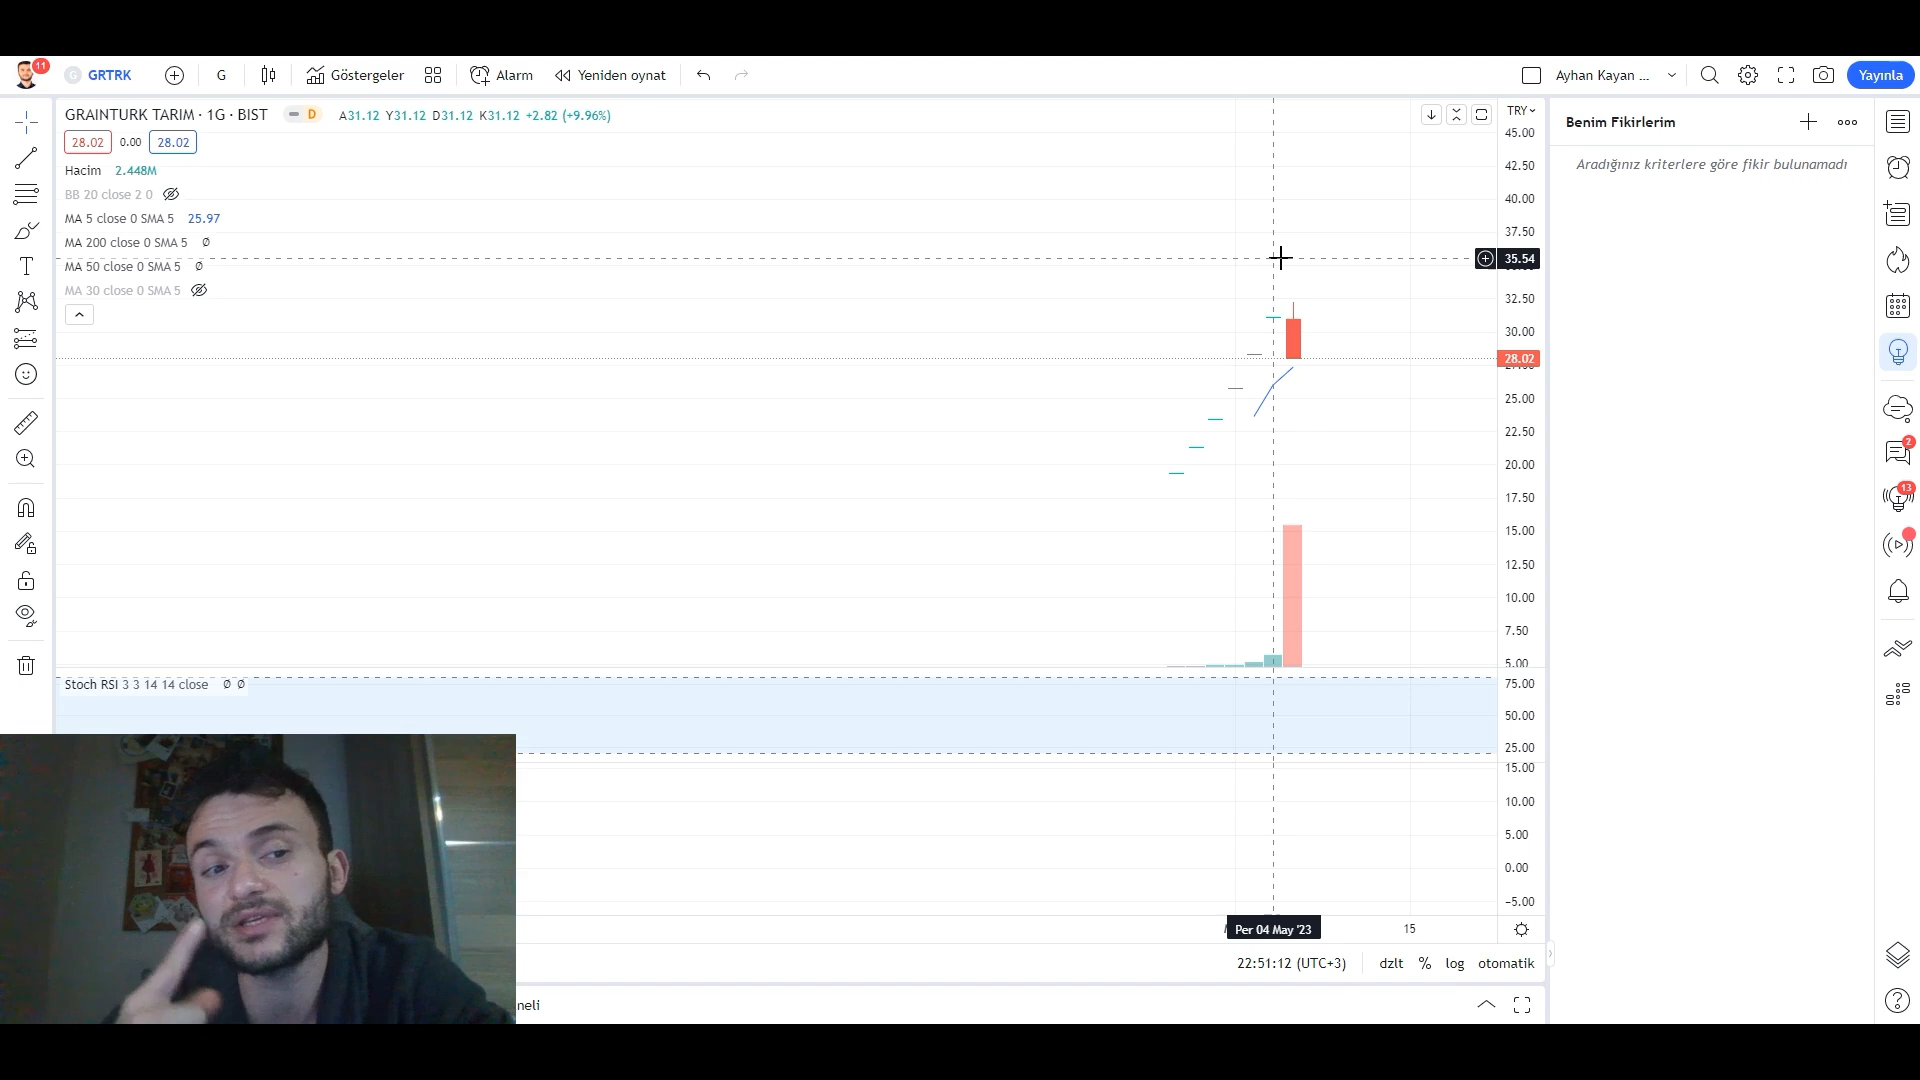 11
GRTRK
G
Göstergeler
Alarm
Yeniden oynat
Ayhan Kayan ...
Yayınla
GRAINTURK TARIM · 1G · BIST
D
A31.12 Y31.12 D31.12 K31.12 +2.82 (+9.96%)
28.02 0.00 28.02
Hacim 2.448M
BB 20 close 2 0
MA 5 close 0 SMA 5 25.97
MA 200 close 0 SMA 5 ø
MA 50 close 0 SMA 5 ø
MA 30 close 0 SMA 5
TRY
45.00
42.50
40.00
37.50
35.54
32.50
30.00
28.02
25.00
22.50
20.00
17.50
15.00
12.50
10.00
7.50
5.00
Stoch RSI 3 3 14 14 close ø ø
75.00
50.00
25.00
15.00
10.00
5.00
0.00
−5.00
Per 04 May '23
15
22:51:12 (UTC+3)
dzlt % log otomatik
neli
Benim Fikirlerim
Aradığınız kriterlere göre fikir bulunamadı
2
13